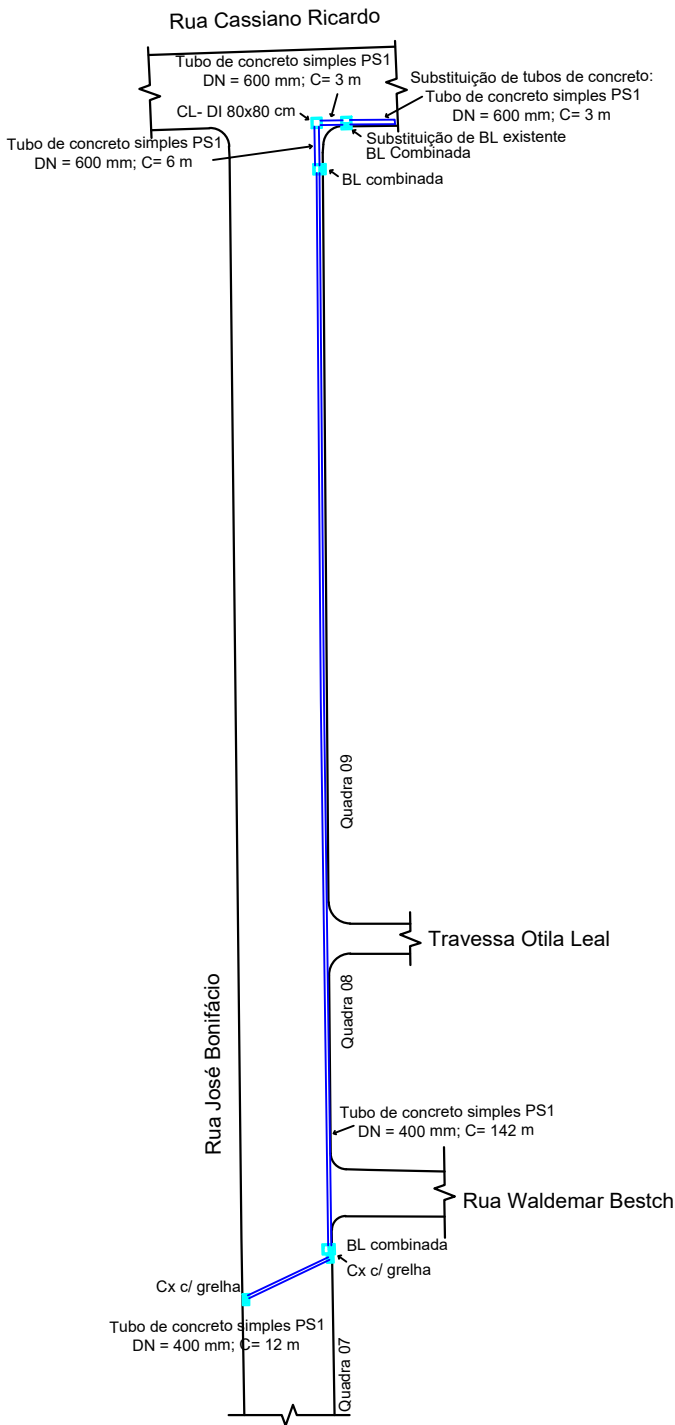 Rua Cassiano Ricardo
Tubo de concreto simples PS1
DN = 600 mm; C= 3 m
Substituição de tubos de concreto:
Tubo de concreto simples PS1
DN = 600 mm; C= 3 m
CL- DI 80x80 cm
Tubo de concreto simples PS1
DN = 600 mm; C= 6 m
Substituição de BL existente
BL Combinada
BL combinada
Quadra 09
Travessa Otila Leal
Quadra 08
Rua José Bonifácio
Tubo de concreto simples PS1
DN = 400 mm; C= 142 m
Rua Waldemar Bestch
BL combinada
Cx c/ grelha
Cx c/ grelha
Tubo de concreto simples PS1
DN = 400 mm; C= 12 m
Quadra 07